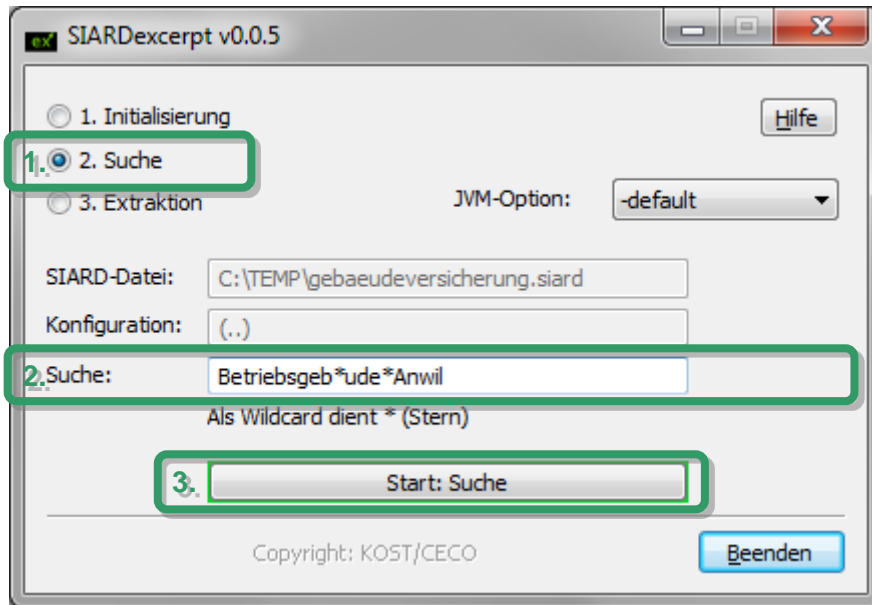 ex SIARDexcerpt v0.0.5
1. Initialisierung
Hilfe
1. 2. Suche
3. Extraktion
JVM-Option: -default
SIARD-Datei: C:\TEMP\gebaeudeversicherung.siard
Konfiguration: (..)
2. Suche: Betriebsgeb*ude*Anwil
Als Wildcard dient * (Stern)
3. Start: Suche
Copyright: KOST/CECO
Beenden